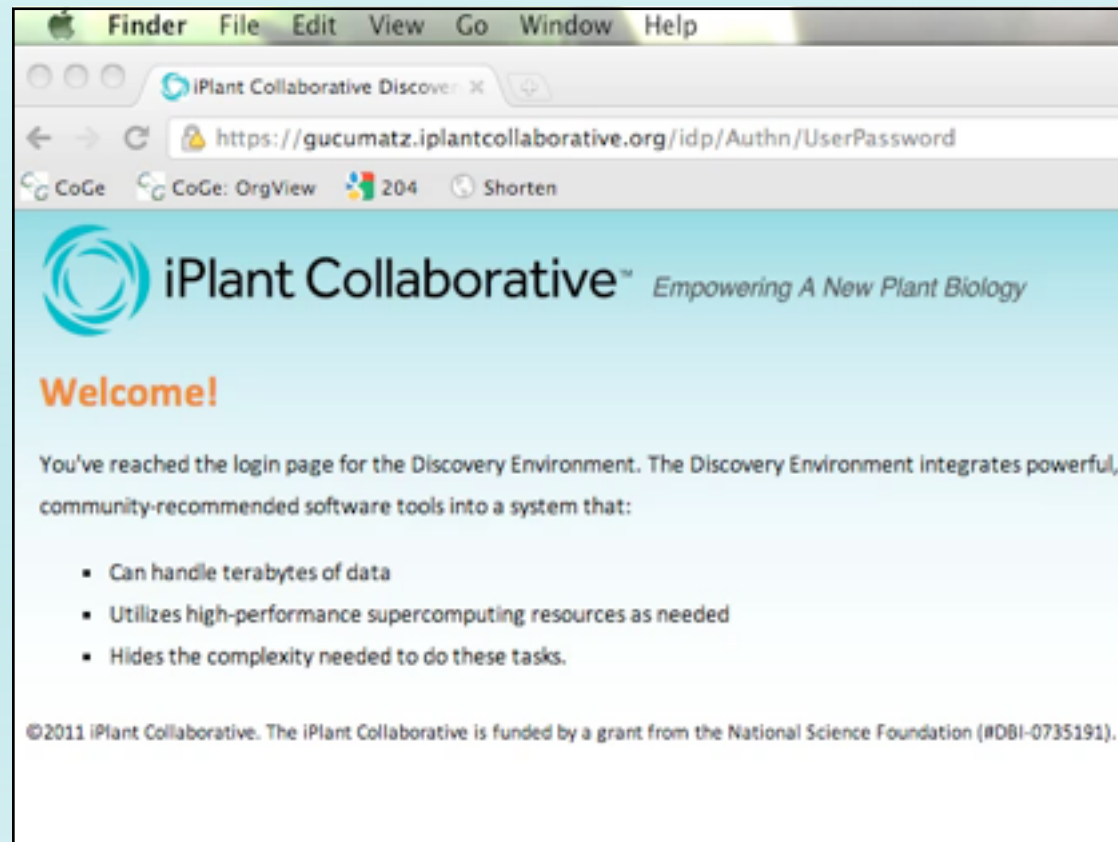 Finder File Edit View Go Window Help
iPlant Collaborative Discover
https://gucumatz.iplantcollaborative.org/idp/Authn/UserPassword
CoGe CoGe: OrgView 204 Shorten
iPlant Collaborative™ Empowering A New Plant Biology
Welcome!
You've reached the login page for the Discovery Environment. The Discovery Environment integrates powerful,
community-recommended software tools into a system that:
▪ Can handle terabytes of data
▪ Utilizes high-performance supercomputing resources as needed
▪ Hides the complexity needed to do these tasks.
©2011 iPlant Collaborative. The iPlant Collaborative is funded by a grant from the National Science Foundation (#DBI-0735191).